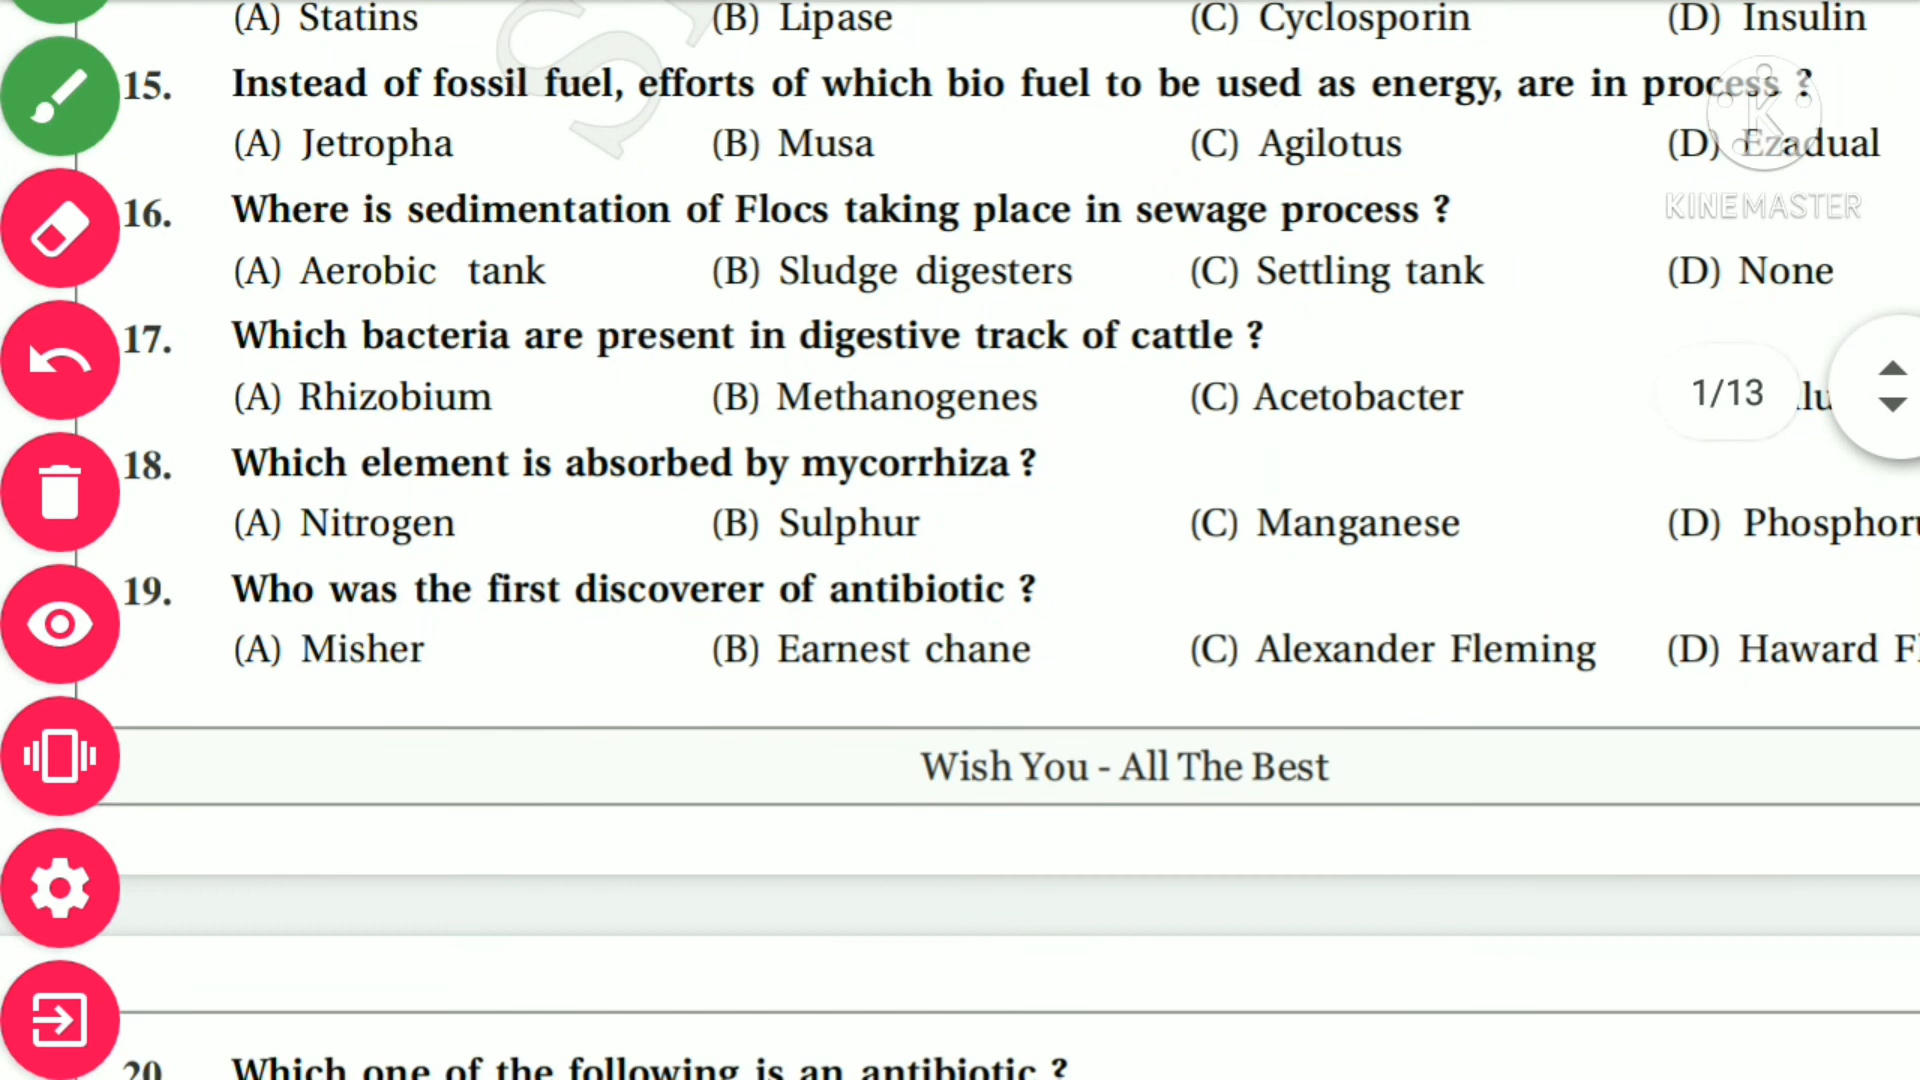 (A) Statins (B) Lipase (C) Cyclosporin (D) Insulin
15. Instead of fossil fuel, efforts of which bio fuel to be used as energy, are in process ?
(A) Jetropha (B) Musa (C) Agilotus (D) Ezadual
KINEMASTER
16. Where is sedimentation of Flocs taking place in sewage process ?
(A) Aerobic tank (B) Sludge digesters (C) Settling tank (D) None
17. Which bacteria are present in digestive track of cattle ?
(A) Rhizobium (B) Methanogenes (C) Acetobacter
1/13
18. Which element is absorbed by mycorrhiza ?
(A) Nitrogen (B) Sulphur (C) Manganese (D) Phosphor
19. Who was the first discoverer of antibiotic ?
(A) Misher (B) Earnest chane (C) Alexander Fleming (D) Haward F
Wish You - All The Best
20 Which one of the following is an antibiotic ?